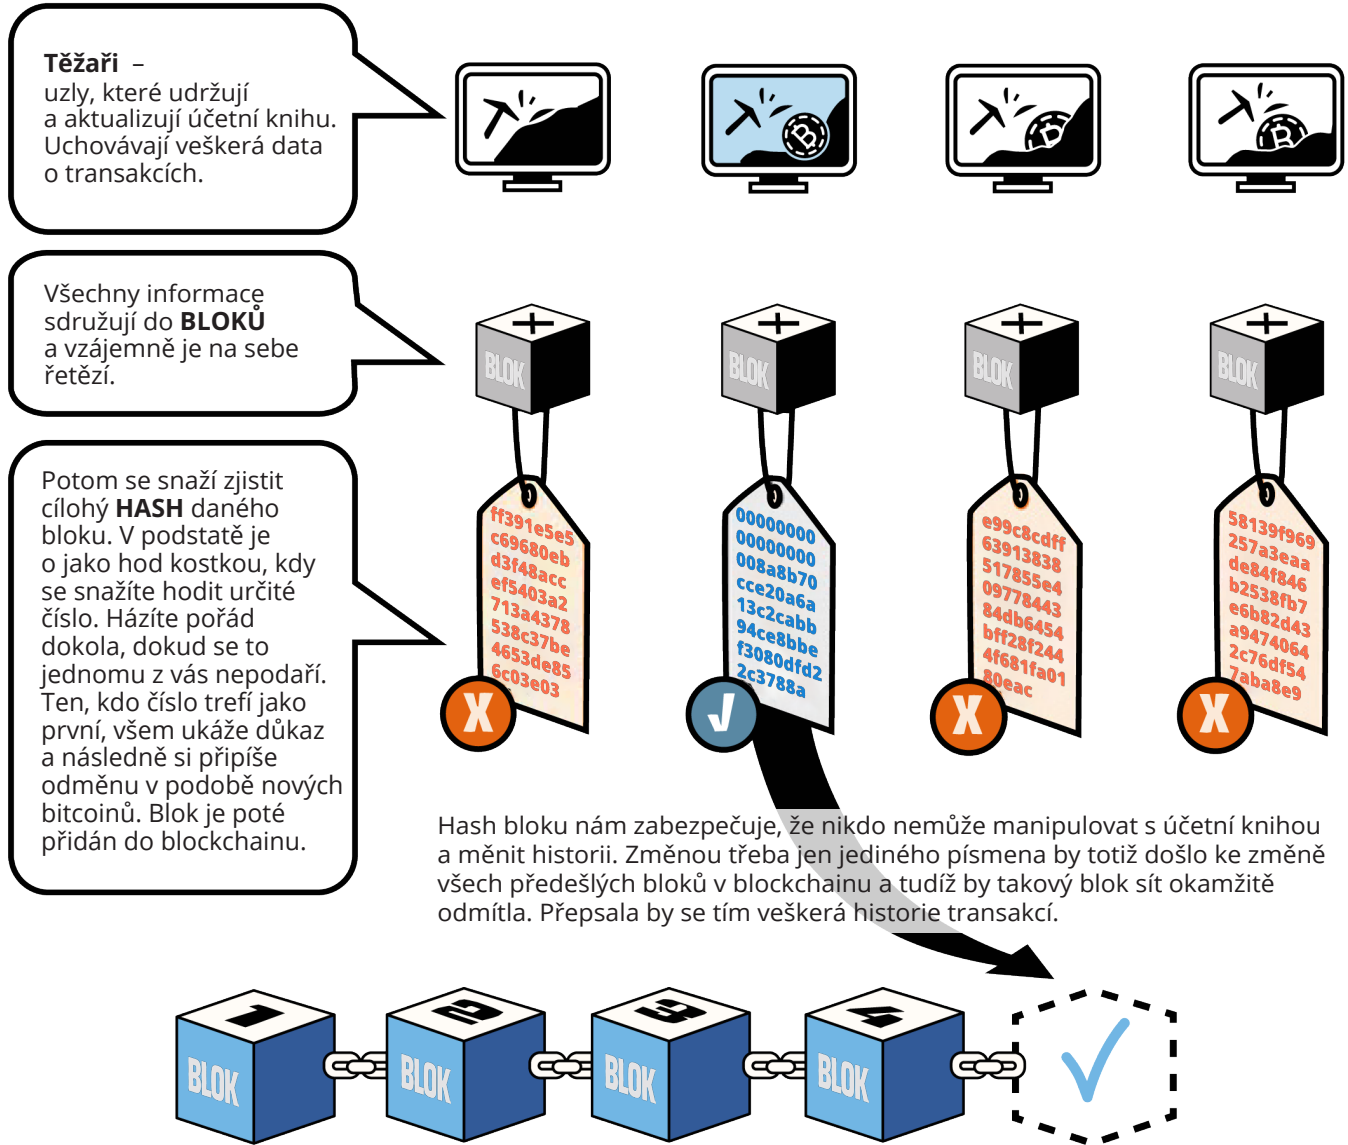 Těžaři –
uzly, které udržují
a aktualizují účetní knihu.
Uchovávají veškerá data
o transakcích.
Všechny informace
sdružují do BLOKŮ
a vzájemně je na sebe
řetězí.
BLOK
BLOK
BLOK
BLOK
Potom se snaží zjistit
cílohý HASH daného
bloku. V podstatě je
o jako hod kostkou, kdy
se snažíte hodit určité
číslo. Házíte pořád
dokola, dokud se to
jednomu z vás nepodaří.
Ten, kdo číslo trefí jako
první, všem ukáže důkaz
a následně si připíše
odměnu v podobě nových
bitcoinů. Blok je poté
přidán do blockchainu.
ff391e5e5
c69680eb
d3f48acc
ef5403a2
713a4378
538c37be
4653de85
6c03e03
X
00000000
00000000
008a8b70
cce20a6a
13c2cabb
94ce8bbe
f3080dfd2
2c3788a
e99c8cdff
63913838
517855e4
09778443
84db6454
bff28f244
4f681fa01
80eac
X
58139f969
257a3eaa
de84f846
b2538fb7
e6b82d43
a9474064
2c76df54
7aba8e9
X
Hash bloku nám zabezpečuje, že nikdo nemůže manipulovat s účetní knihou
a měnit historii. Změnou třeba jen jediného písmena by totiž došlo ke změně
všech předešlých bloků v blockchainu a tudíž by takový blok sít okamžitě
odmítla. Přepsala by se tím veškerá historie transakcí.
1
BLOK
2
BLOK
3
BLOK
4
BLOK